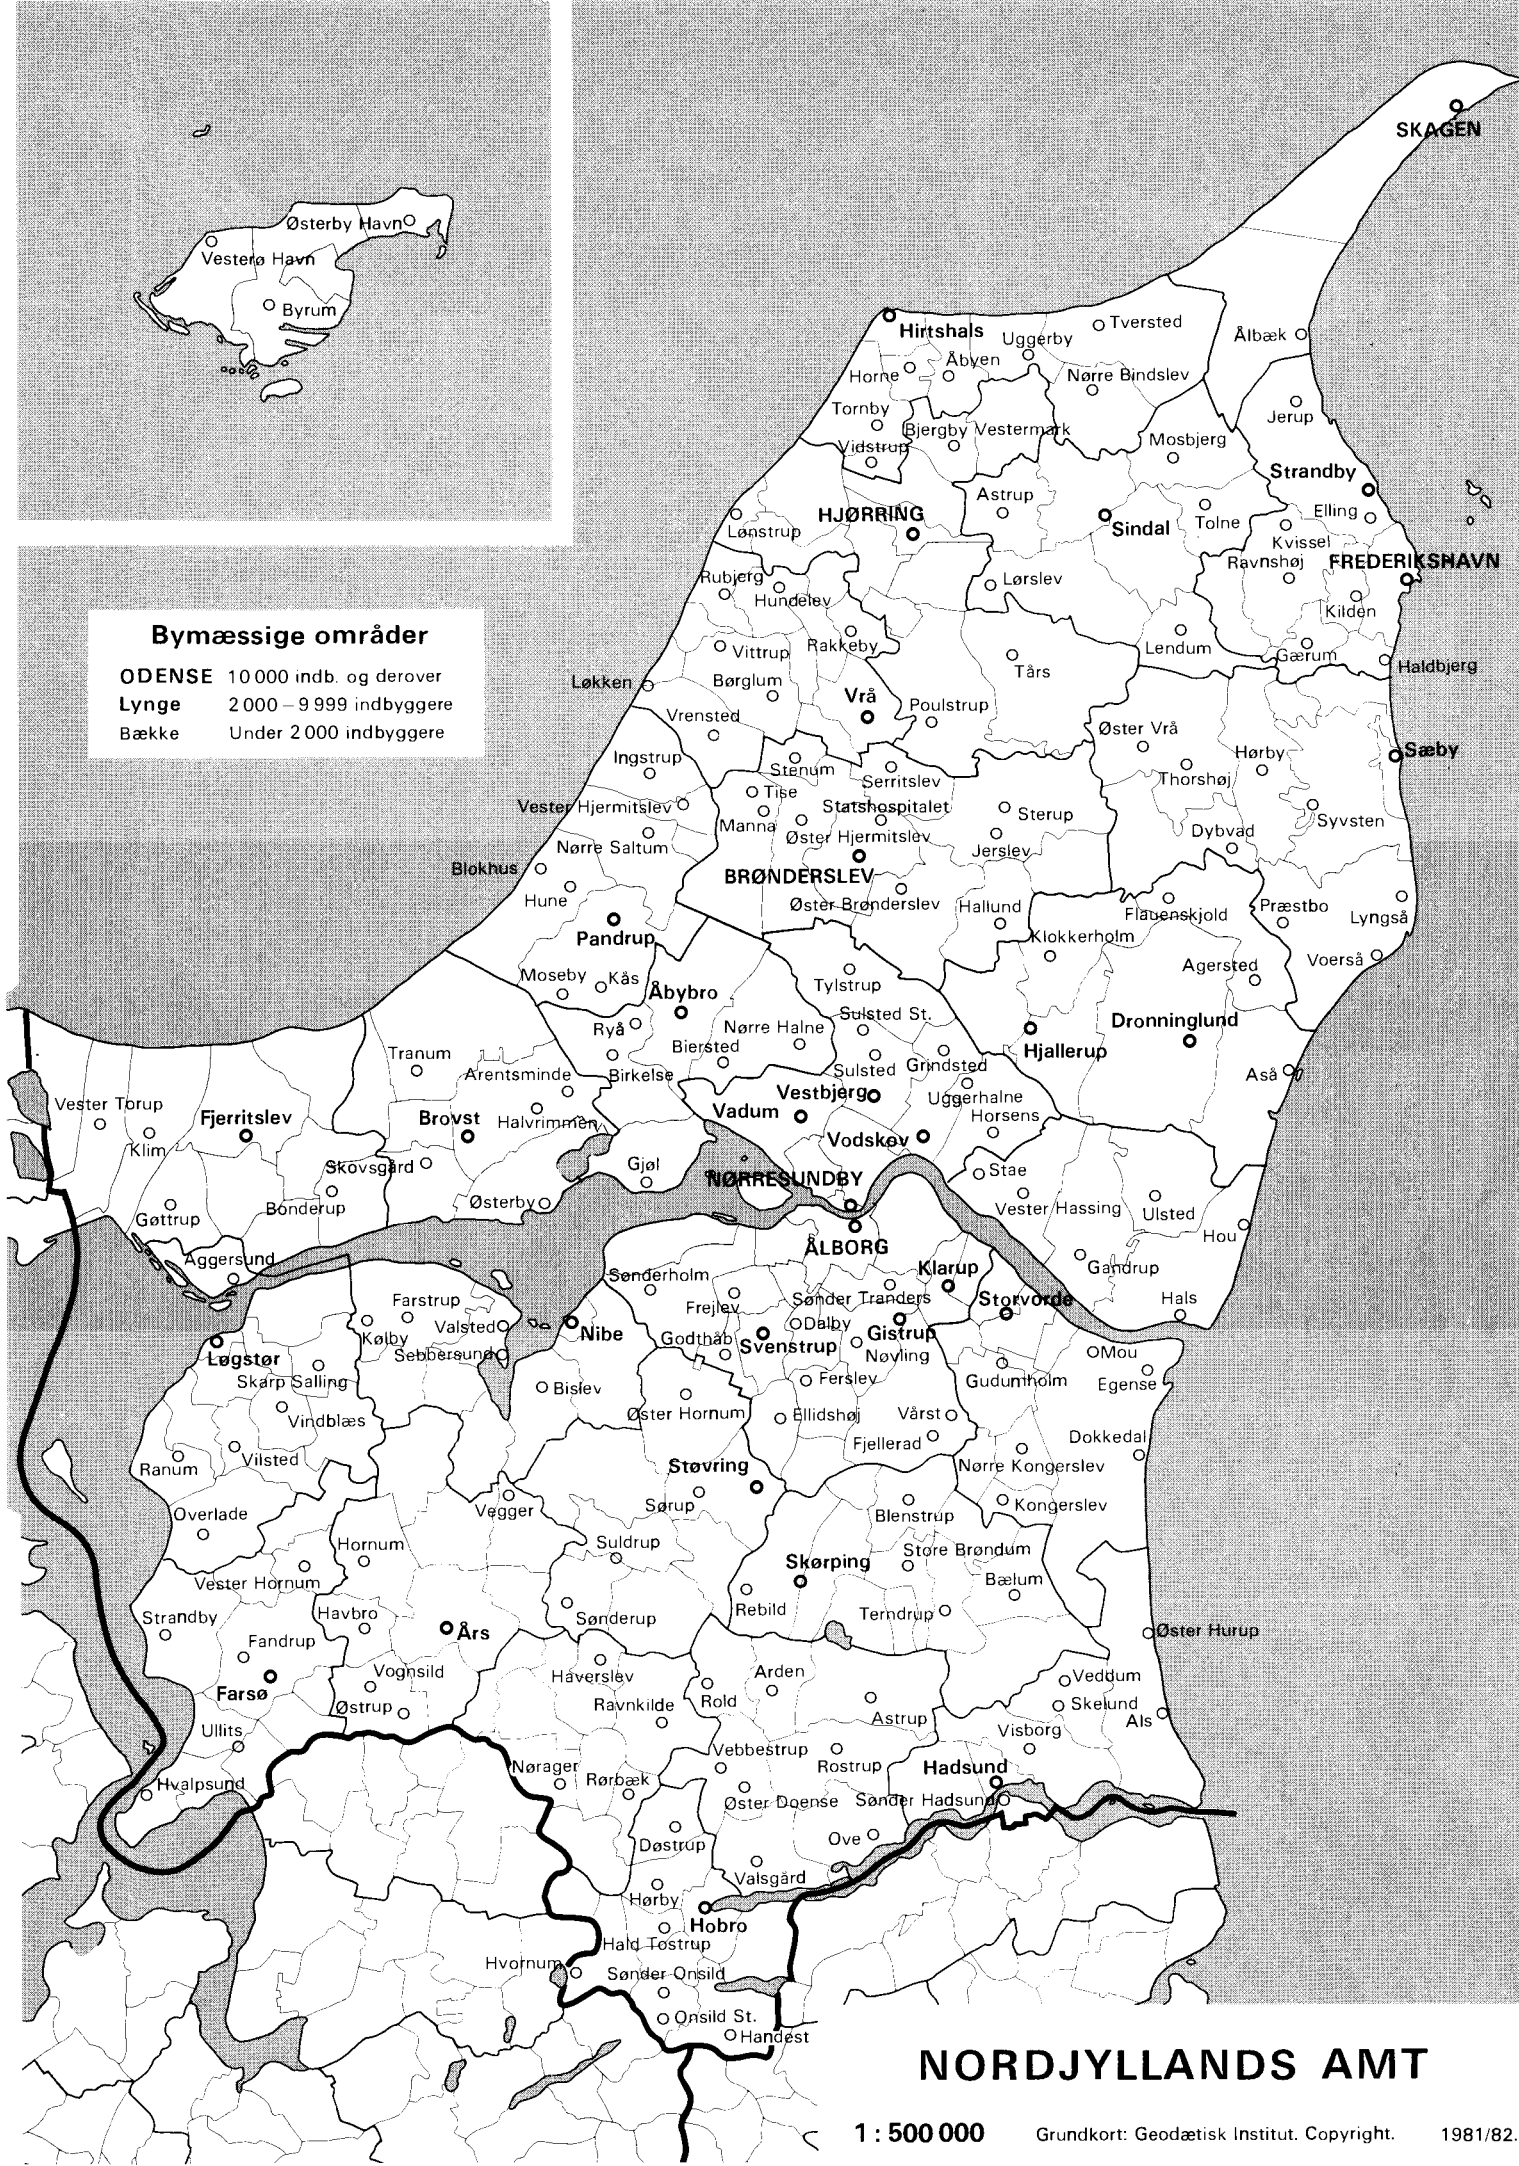 SKAGEN
Østerby Havn
Vesterø Havn
Byrum
Hirtshals
Tversted
Uggerby
Ålbæk
Åbyen
Horne
Nørre Bindslev
Tornby
Jerup
Bjergby
Vestermark
Mosbjerg
Vidstrup
Strandby
Astrup
HJØRRING
Elling
Sindal
Tolne
Lønstrup
Kvissel
Ravnshøj
FREDERIKSHAVN
Rubjerg
Lørslev
Hundelev
Kilden
Bymæssige områder
ODENSE 10 000 indb. og derover
Lynge 2 000 – 9 999 indbyggere
Bække Under 2 000 indbyggere
Vittrup
Rakkeby
Lendum
Gærum
Haldbjerg
Tårs
Løkken
Børglum
Vrå
Poulstrup
Vrensted
Øster Vrå
Sæby
Hørby
Ingstrup
Stenum
Serritslev
Thorshøj
Tise
Vester Hjermitslev
Statshospitalet
Sterup
Manna
Syvsten
Øster Hjermitslev
Dybvad
Nørre Saltum
Jerslev
Blokhus
BRØNDERSLEV
Hune
Øster Brønderslev
Hallund
Flauenskjold
Præstbo
Lyngså
Pandrup
Klokkerholm
Voerså
Agersted
Moseby
Kås
Tylstrup
Åbybro
Sulsted St.
Dronninglund
Ryå
Nørre Halne
Hjallerup
Biersted
Tranum
Arentsminde
Birkelse
Sulsted
Grindsted
Aså
Vestbjerg
Uggerhalne
Vester Torup
Fjerritslev
Brovst
Halvrimmen
Vadum
Horsens
Klim
Vodskov
Skovsgård
Gjøl
Stae
NØRRESUNDBY
Gøttrup
Bonderup
Østerby
Vester Hassing
Ulsted
Hou
Aggersund
ÅLBORG
Sønderholm
Klarup
Gandrup
Farstrup
Frejlev
Sønder Tranders
Storvorde
Hals
Valsted
Nibe
Dalby
Kølby
Godthåb
Svenstrup
Gistrup
Løgstør
Sebbersund
Nøvling
Mou
Skarp Salling
Bislev
Ferslev
Gudumholm
Egense
Vindblæs
Øster Hornum
Ellidshøj
Vårst
Fjellerad
Dokkedal
Ranum
Vilsted
Støvring
Nørre Kongerslev
Overlade
Vegger
Sørup
Blenstrup
Kongerslev
Hornum
Suldrup
Skørping
Store Brøndum
Vester Hornum
Bælum
Strandby
Havbro
Sønderup
Rebild
Terndrup
Fandrup
Års
Øster Hurup
Farsø
Vognsild
Haverslev
Arden
Veddum
Østrup
Ravnkilde
Rold
Skelund
Astrup
Als
Ullits
Visborg
Vebbestrup
Nørager
Rostrup
Hadsund
Hvalpsund
Rørbæk
Øster Doense
Sønder Hadsund
Døstrup
Ove
Valsgård
Hørby
Hobro
Hald Tostrup
Hvornum
Sønder Onsild
Onsild St.
Handest
NORDJYLLANDS AMT
1 : 500 000 Grundkort: Geodætisk Institut. Copyright. 1981/82.